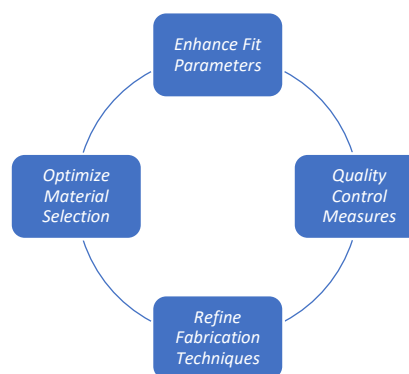 Enhance Fit
Parameters
Optimize
Material
Selection
Quality
Control
Measures
Refine
Fabrication
Techniques